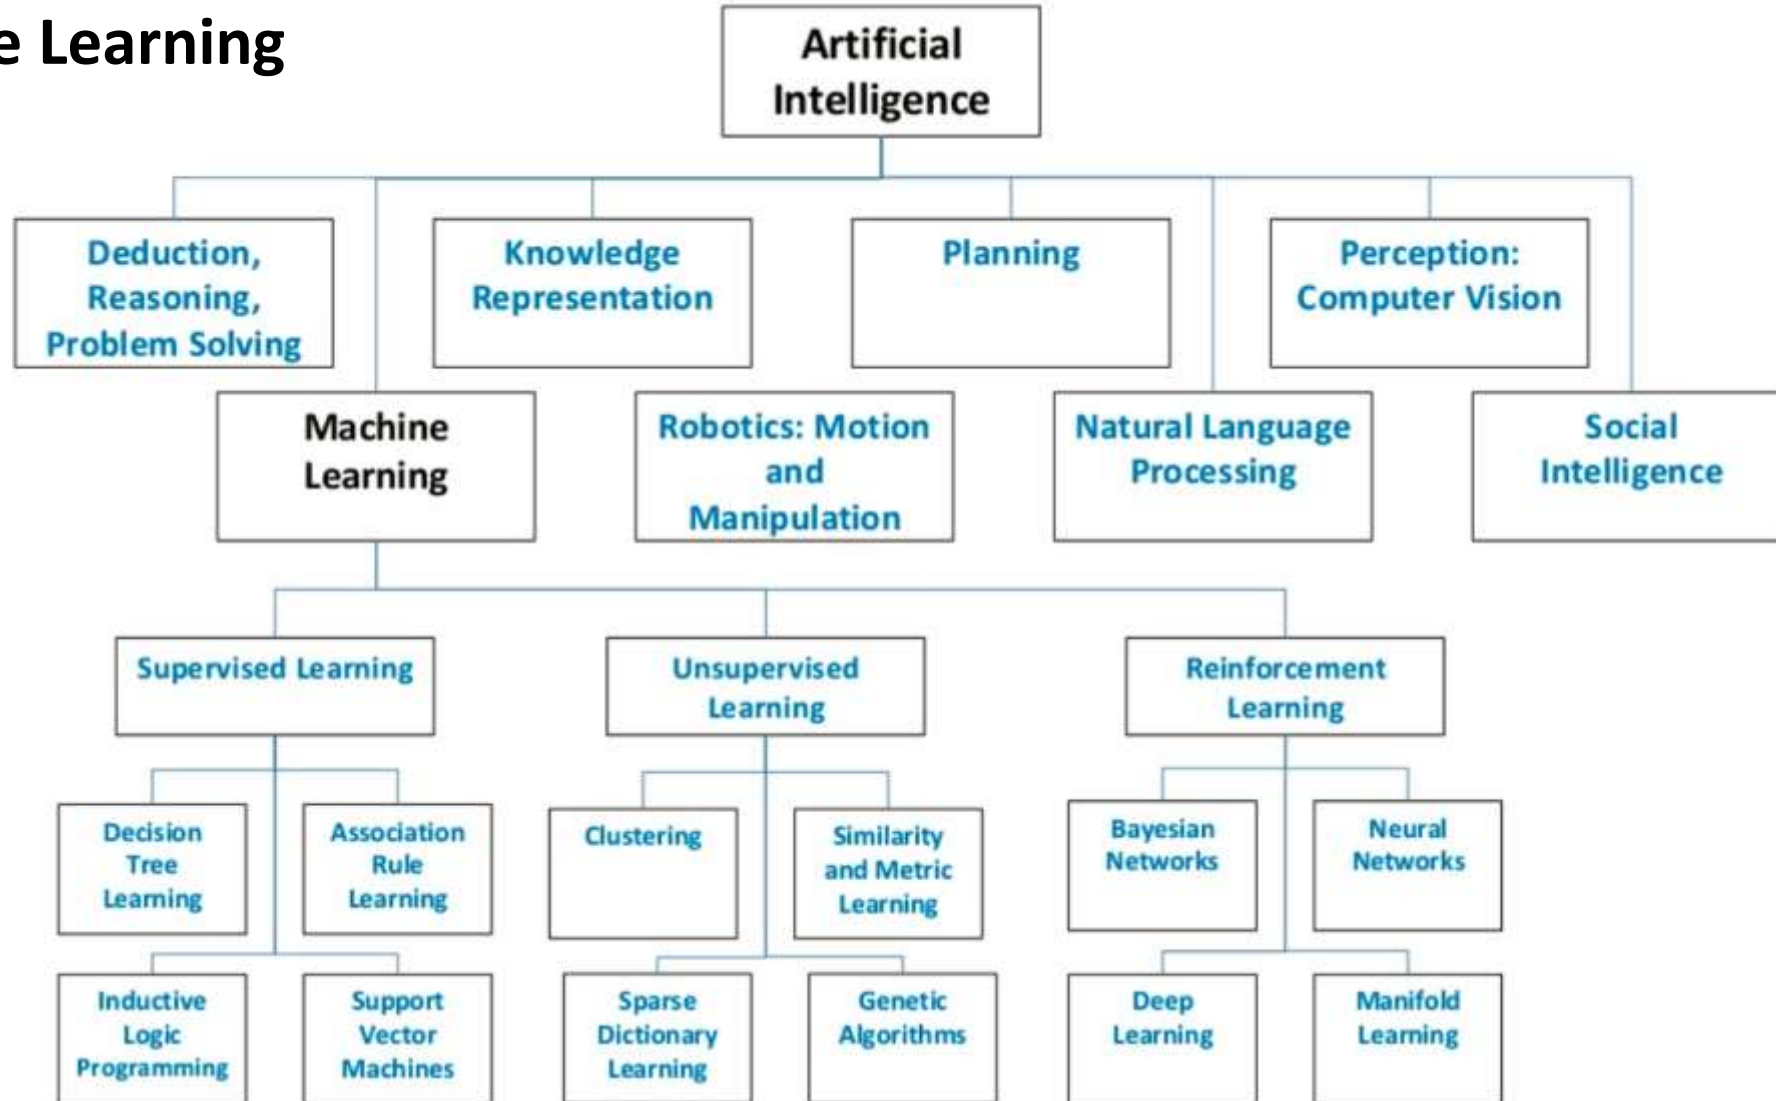 e Learning
Artificial
Intelligence
Deduction,
Reasoning,
Problem Solving
Knowledge
Representation
Planning
Perception:
Computer Vision
Machine
Learning
Robotics: Motion
and
Manipulation
Natural Language
Processing
Social
Intelligence
Supervised Learning
Unsupervised
Learning
Reinforcement
Learning
Decision
Tree
Learning
Association
Rule
Learning
Clustering
Similarity
and Metric
Learning
Bayesian
Networks
Neural
Networks
Inductive
Logic
Programming
Support
Vector
Machines
Sparse
Dictionary
Learning
Genetic
Algorithms
Deep
Learning
Manifold
Learning